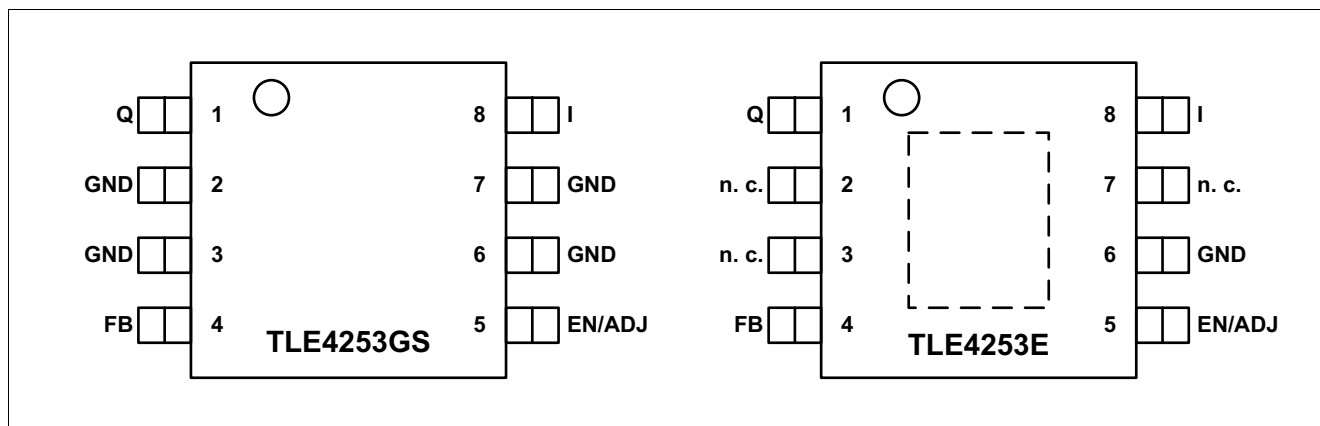 Q 1 8 I
GND 2 7 GND
GND 3 6 GND
FB 4 5 EN/ADJ
TLE4253GS
Q 1 8 I
n. c. 2 7 n. c.
n. c. 3 6 GND
FB 4 5 EN/ADJ
TLE4253E